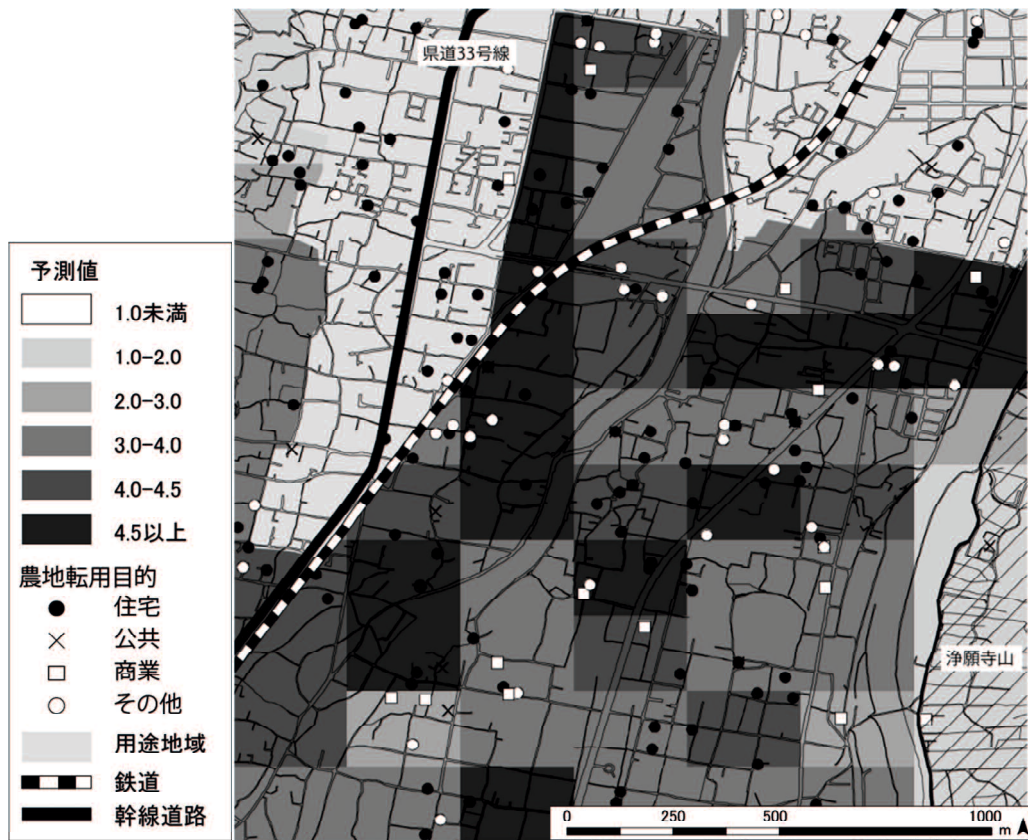 県道33号線
予測値
1.0未満
1.0-2.0
2.0-3.0
3.0-4.0
4.0-4.5
4.5以上
農地転用目的
住宅
公共
商業
その他
用途地域
鉄道
幹線道路
浄願寺山
0 250 500 1000
m